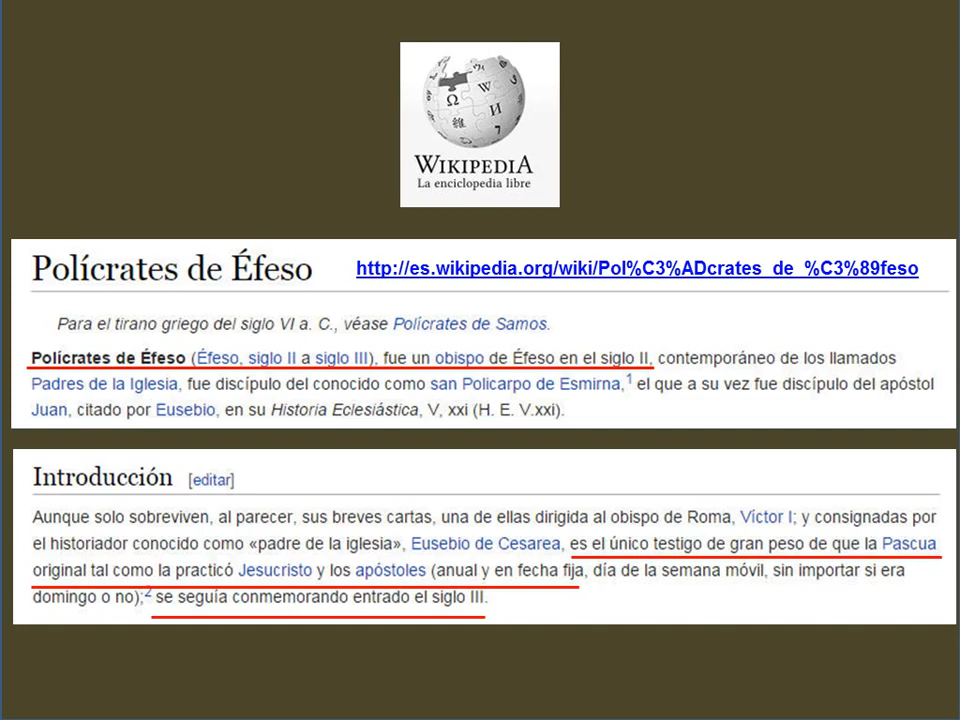 Ω W И
維 7
WIKIPEDIA
La enciclopedia libre
Polícrates de Éfeso http://es.wikipedia.org/wiki/Pol%C3%ADcrates_de_%C3%89feso
Para el tirano griego del siglo VI a. C., véase Polícrates de Samos.
Polícrates de Éfeso (Éfeso, siglo II a siglo III), fue un obispo de Éfeso en el siglo II, contemporáneo de los llamados
Padres de la Iglesia, fue discípulo del conocido como san Policarpo de Esmirna,1 el que a su vez fue discípulo del apóstol
Juan, citado por Eusebio, en su Historia Eclesiástica, V, xxi (H. E. V.xxi).
Introducción [editar]
Aunque solo sobreviven, al parecer, sus breves cartas, una de ellas dirigida al obispo de Roma, Víctor I; y consignadas por
el historiador conocido como «padre de la iglesia», Eusebio de Cesarea, es el único testigo de gran peso de que la Pascua
original tal como la practicó Jesucristo y los apóstoles (anual y en fecha fija, día de la semana móvil, sin importar si era
domingo o no);2 se seguía conmemorando entrado el siglo III.